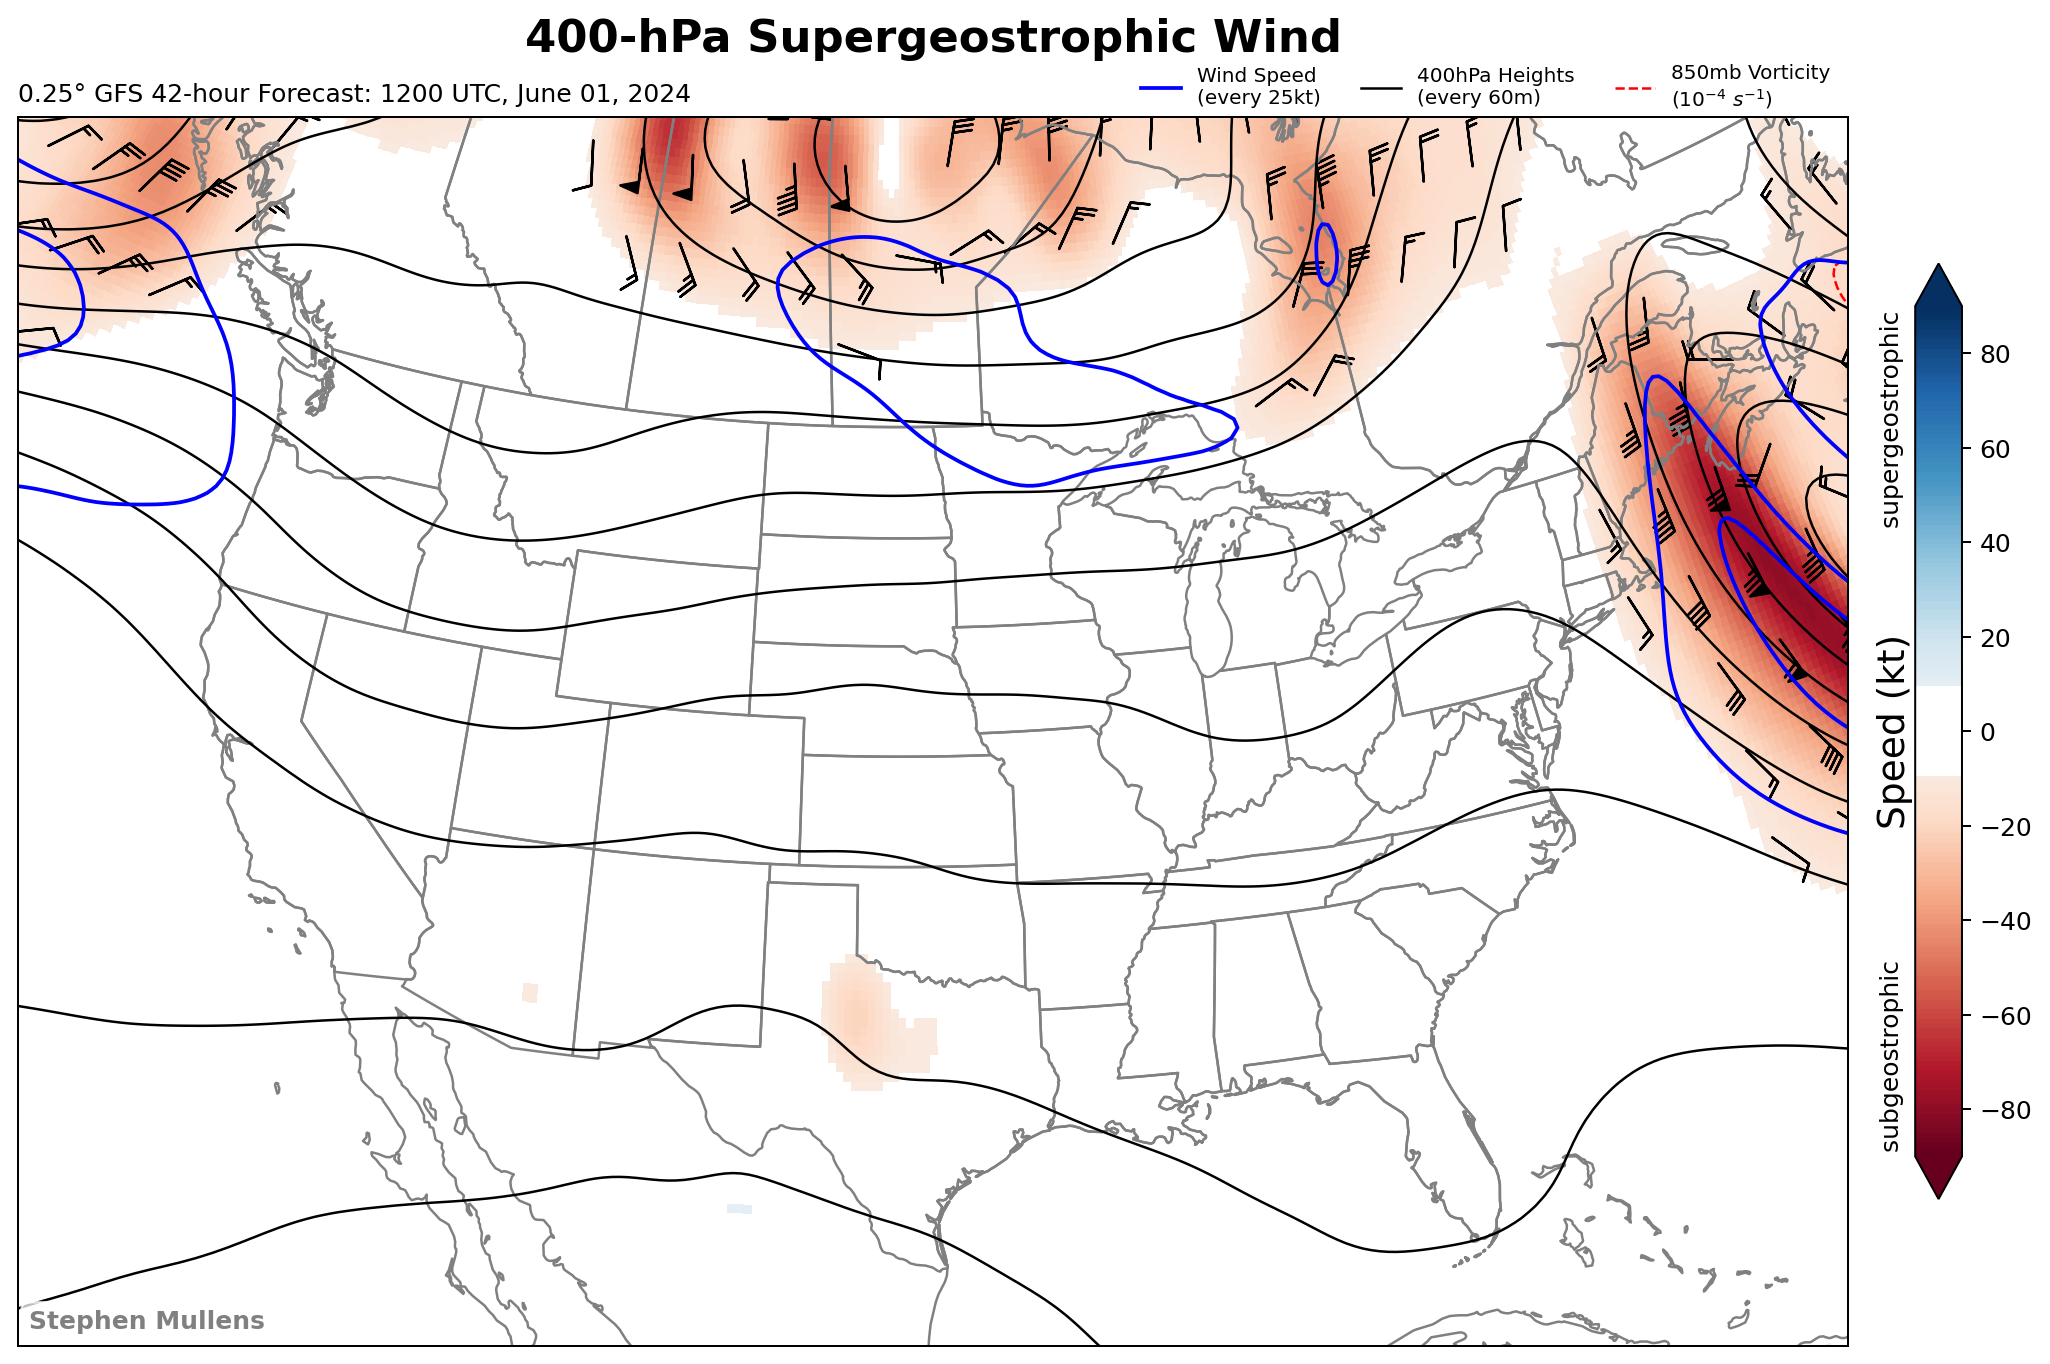 400-hPa Supergeostrophic Wind
0.25° GFS 42-hour Forecast: 1200 UTC, June 01, 2024
Wind Speed
(every 25kt)
400hPa Heights
(every 60m)
850mb Vorticity
(10⁻⁴ s⁻¹)
supergeostrophic
Speed (kt)
subgeostrophic
80
60
40
20
0
−20
−40
−60
−80
Stephen Mullens